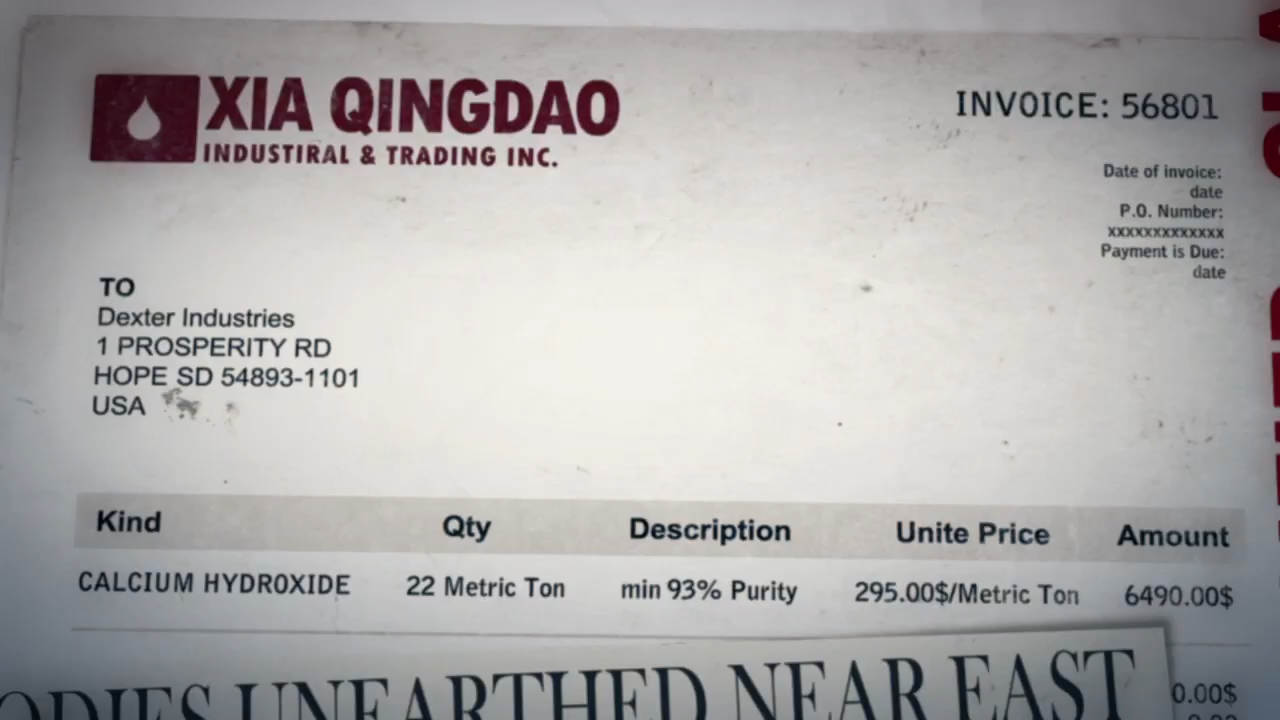 XIA QINGDAO
INDUSTIRAL & TRADING INC.
INVOICE: 56801
Date of invoice:
date
P.O. Number:
xxxxxxxxxxxxx
Payment is Due:
date
TO
Dexter Industries
1 PROSPERITY RD
HOPE SD 54893-1101
USA
Kind Qty Description Unite Price Amount
CALCIUM HYDROXIDE 22 Metric Ton min 93% Purity 295.00$/Metric Ton 6490.00$
UNEARTHED NEAR EAST
0.00$